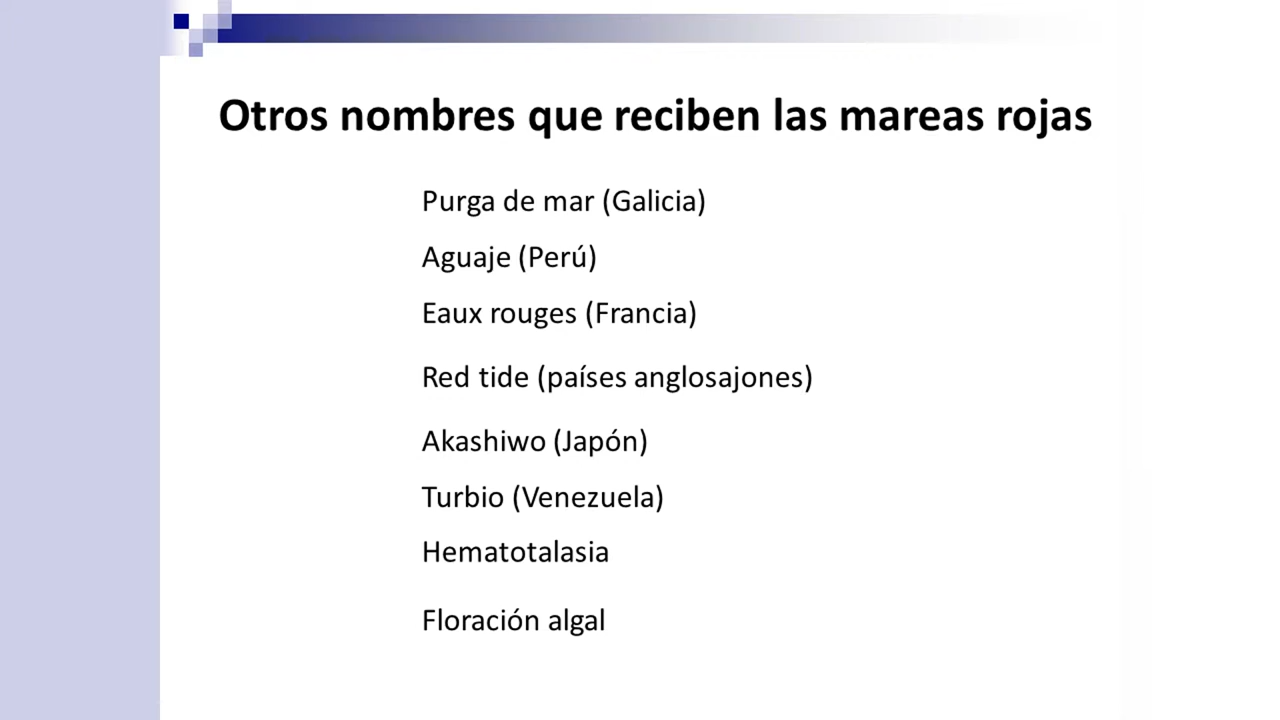 Otros nombres que reciben las mareas rojas
Purga de mar (Galicia)
Aguaje (Perú)
Eaux rouges (Francia)
Red tide (países anglosajones)
Akashiwo (Japón)
Turbio (Venezuela)
Hematotalasia
Floración algal